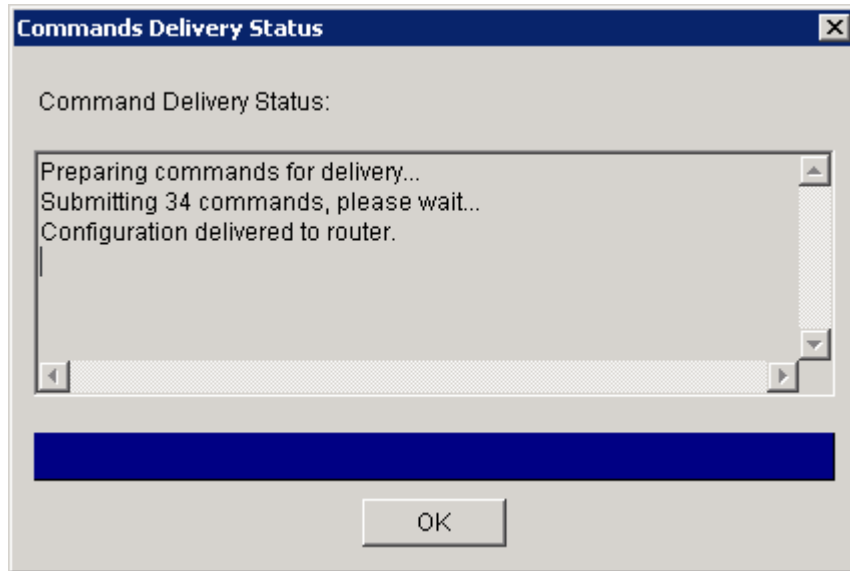 Commands Delivery Status
Command Delivery Status:
Preparing commands for delivery...
Submitting 34 commands, please wait...
Configuration delivered to router.
OK